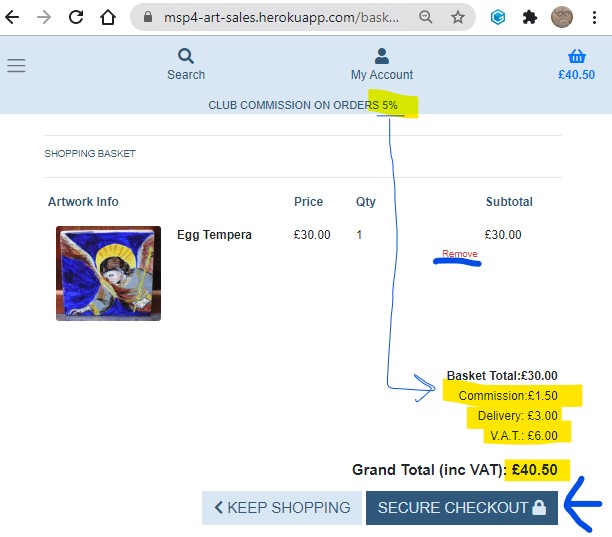 msp4-art-sales.herokuapp.com/bask...
Search
My Account
£40.50
CLUB COMMISSION ON ORDERS 5%
SHOPPING BASKET
Artwork Info Price Qty Subtotal
Egg Tempera £30.00 1 £30.00
Remove
Basket Total:£30.00
Commission:£1.50
Delivery: £3.00
V.A.T.: £6.00
Grand Total (inc VAT): £40.50
KEEP SHOPPING
SECURE CHECKOUT